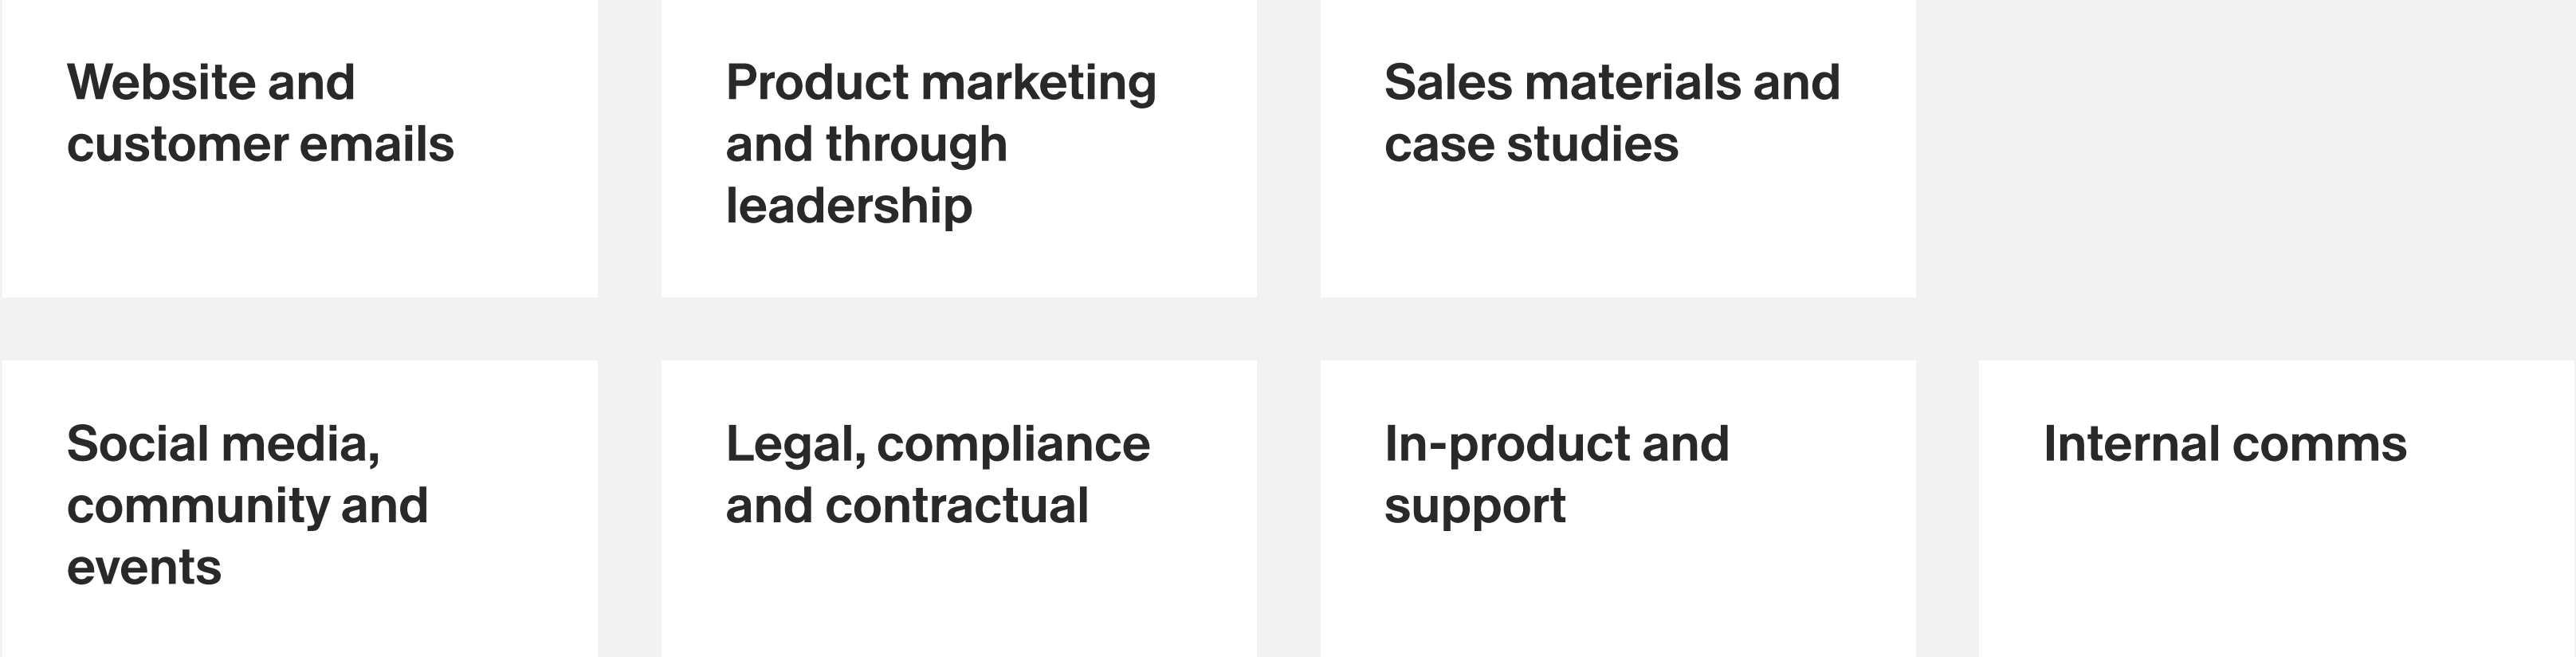 Website and
customer emails
Product marketing
and through
leadership
Sales materials and
case studies
Social media,
community and
events
Legal, compliance
and contractual
In-product and
support
Internal comms